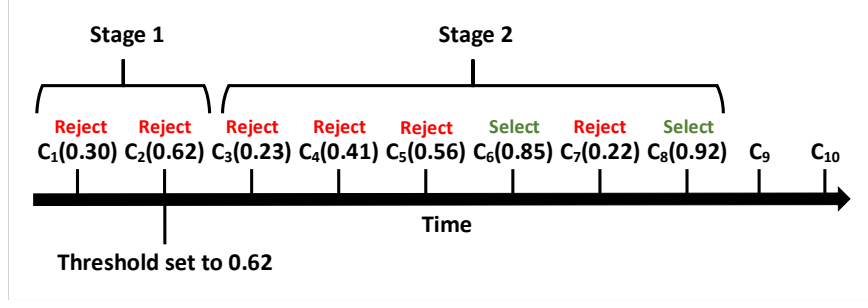 Stage 1 Stage 2
Reject Reject Reject Reject Reject Select Reject Select
C₁(0.30) C₂(0.62) C₃(0.23) C₄(0.41) C₅(0.56) C₆(0.85) C₇(0.22) C₈(0.92) C₉ C₁₀
Time
Threshold set to 0.62